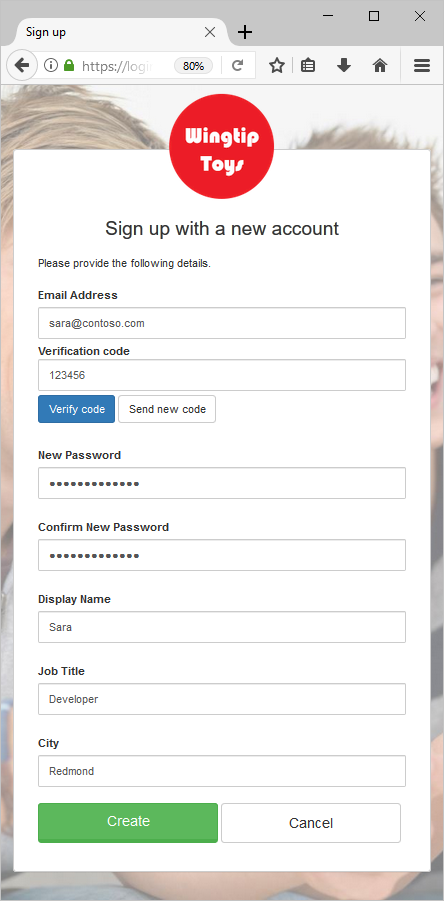 Sign up
https://login
80%
Wingtip
Toys
Sign up with a new account
Please provide the following details.
Email Address
sara@contoso.com
Verification code
123456
Verify code Send new code
New Password
●●●●●●●●●●●●●
Confirm New Password
●●●●●●●●●●●●●
Display Name
Sara
Job Title
Developer
City
Redmond
Create Cancel